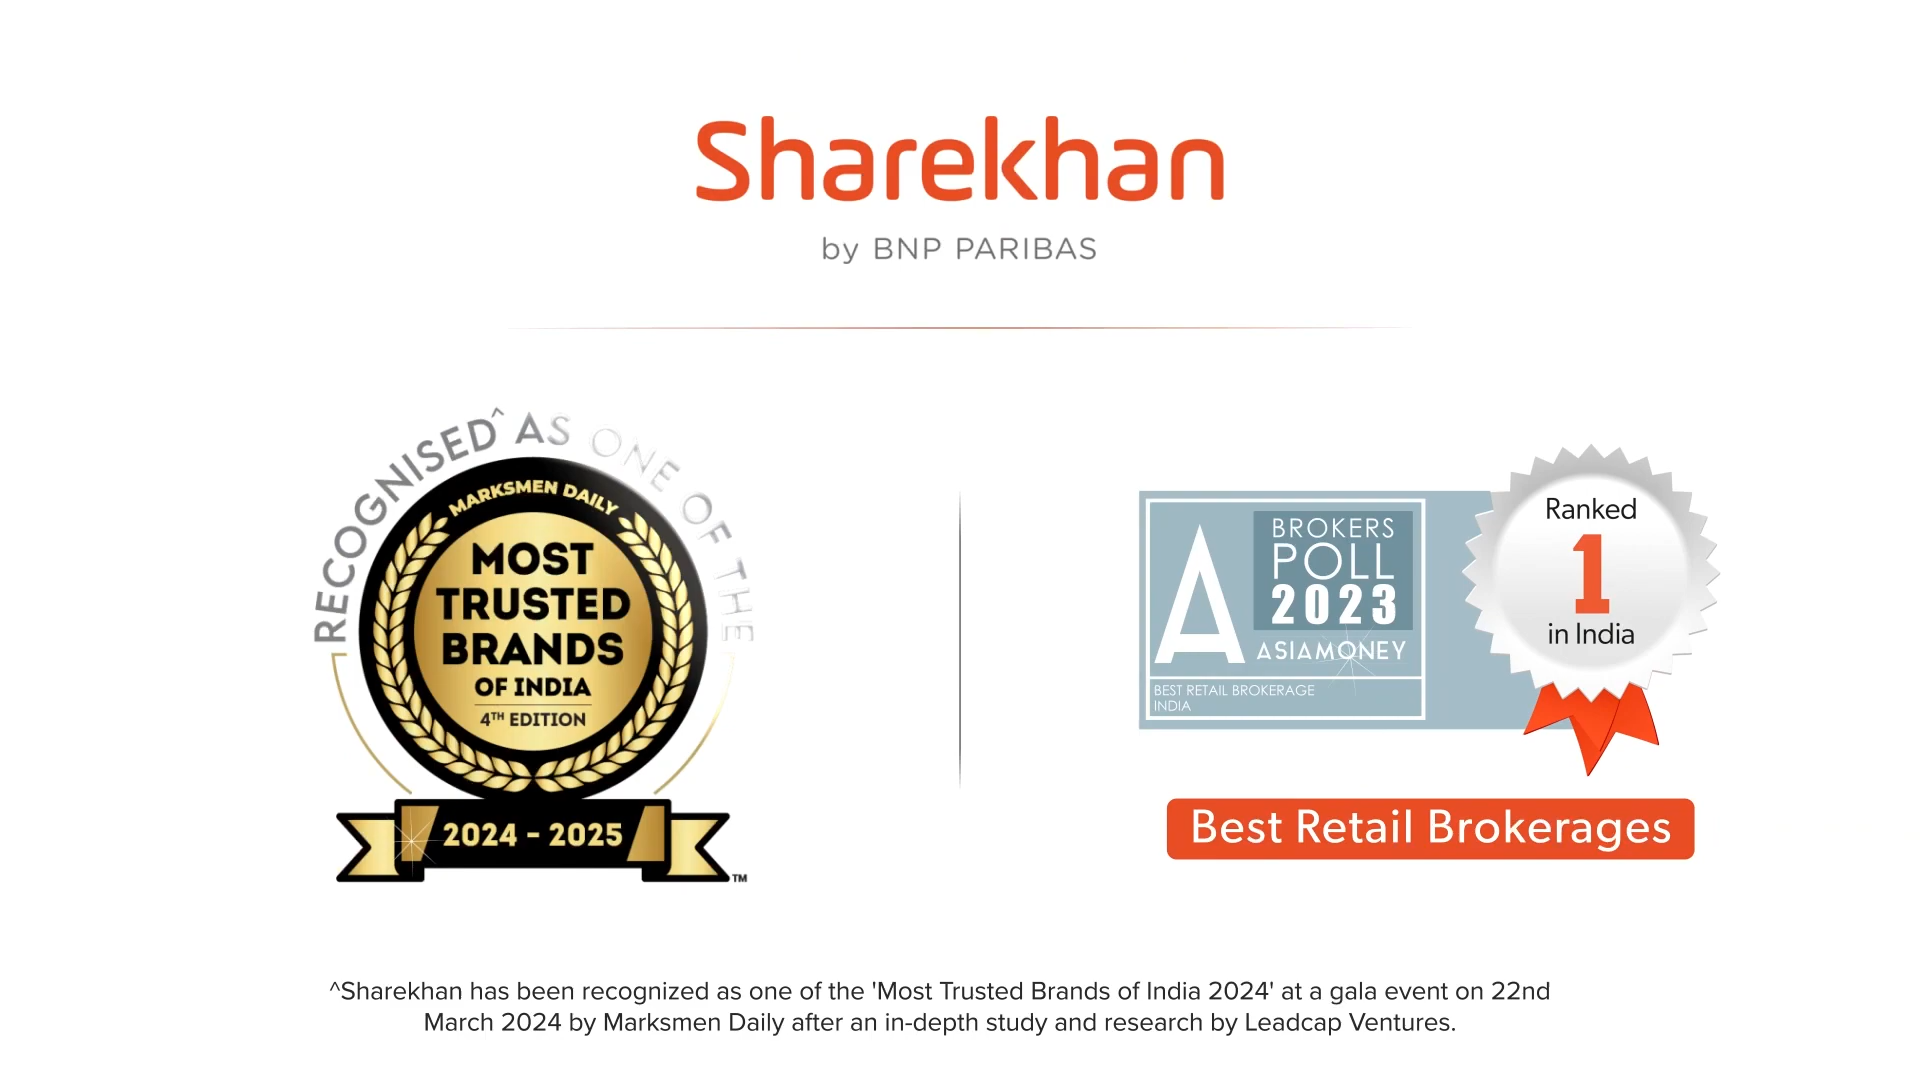 Sharekhan
by BNP PARIBAS
RECOGNISED^ AS ONE OF THE
MARKSMEN DAILY
MOST
TRUSTED
BRANDS
OF INDIA
4TH EDITION
2024 - 2025
TM
A
BROKERS
POLL
2023
ASIAMONEY
BEST RETAIL BROKERAGE
INDIA
Ranked
1
in India
Best Retail Brokerages
^Sharekhan has been recognized as one of the 'Most Trusted Brands of India 2024' at a gala event on 22nd
March 2024 by Marksmen Daily after an in-depth study and research by Leadcap Ventures.